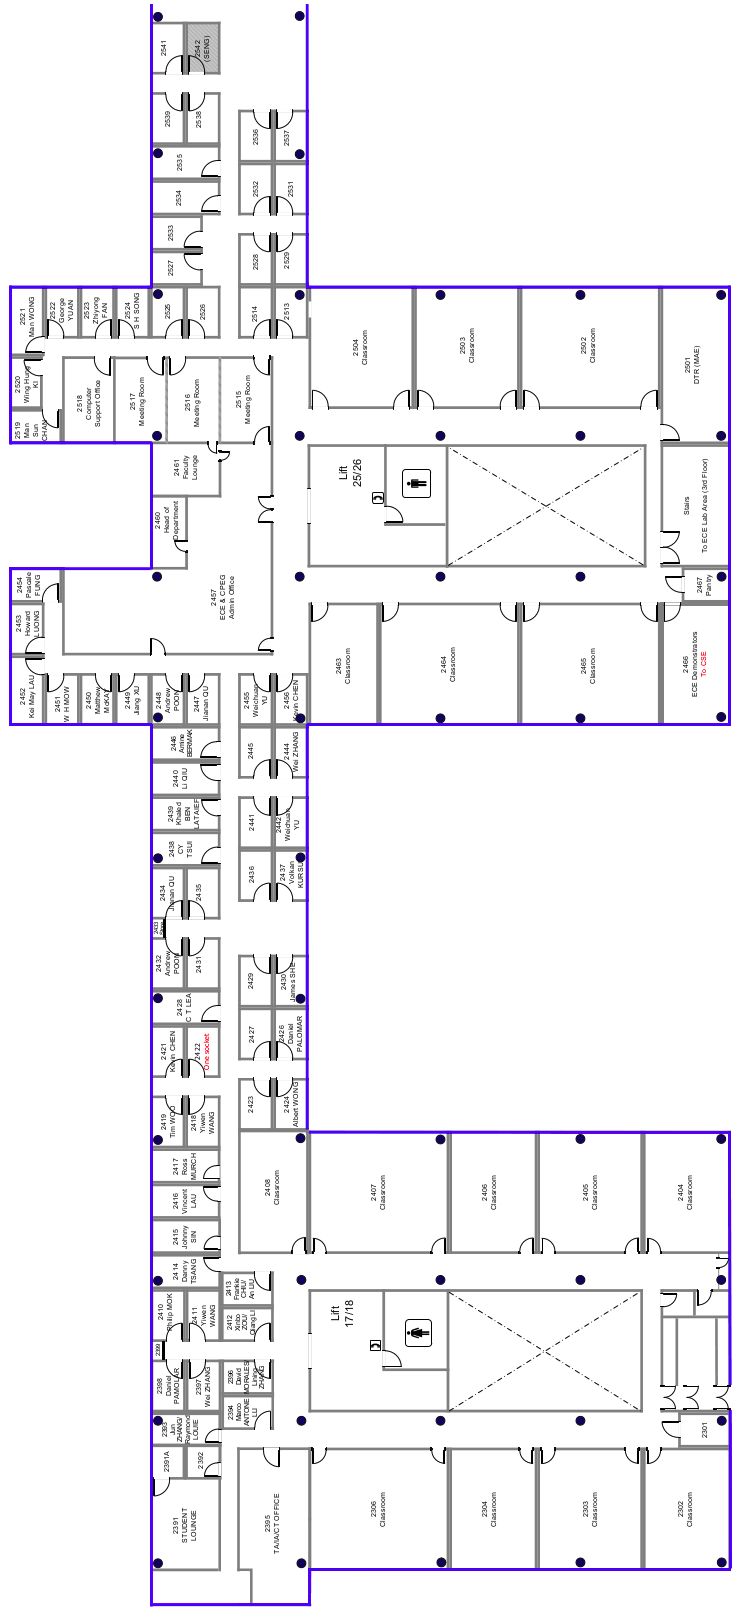 2541
2542
(SENG)
2539
2538
2536
2537
2535
2534
2532
2531
2533
2527
2528
2529
2521
Man WONG
2522
George
YUAN
2523
Zhiyong
FAN
2524
S H SONG
2525
2526
2514
2513
2520
Wing Hung
KI
2519
Man
Sun
CHAN
2518
Computer
Support Office
2517
Meeting Room
2516
Meeting Room
2515
Meeting Room
2504
Classroom
2503
Classroom
2502
Classroom
2501
DTR (MAE)
2461
Faculty
Lounge
2460
Head of
Department
Lift
25/26
Stairs
To ECE Lab Area (3rd Floor)
2457
ECE & CPEG
Admin Office
2467
Pantry
2454
Pascale
FUNG
2453
Howard
LUONG
2452
Kei May LAU
2451
W H MOW
2450
Matthew
McKAY
2449
Jiang XU
2448
Andrew
POON
2447
Jianan QU
2455
Weichuan
YU
2456
Kevin CHEN
2463
Classroom
2464
Classroom
2465
Classroom
2466
ECE Demonstrators
To CSE
2446
Amine
BERMAK
2445
2444
Wei ZHANG
2440
Li QIU
2439
Khaled
BEN
LATAIEF
2441
2442
Weichuan
YU
2438
CY
TSUI
2436
2437
Volkan
KURSUN
2434
Jianan QU
2435
2433
2432
Andrew
POON
2431
2429
2430
James SHE
2428
C T LEA
2427
2426
Daniel
PALOMAR
2421
Kevin CHEN
2422
One socket
2423
2424
Albert WONG
2419
Tim WOO
2418
Yiwen
WANG
2417
Ross
MURCH
2416
Vincent
LAU
2415
Johnny
SIN
2414
Danny
TSANG
2408
Classroom
2407
Classroom
2406
Classroom
2405
Classroom
2404
Classroom
2413
Frankie
CHIU/
An LIU
2412
Xinbo
ZOU/
Qiang LI
2410
Philip MOK
2411
Yiwen
WANG
Lift
17/18
2399
2398
Daniel
PAMOLAR
2397
Wei ZHANG
2396
David
MORALES/
Lining
ZHANG
2394
Marco
ANTONE
LU
2393
Jun
ZHANG/
Raymond
LOUIE
2391A
2392
2391
STUDENT
LOUNGE
2395
TA/IA/CT OFFICE
2306
Classroom
2304
Classroom
2303
Classroom
2302
Classroom
2301